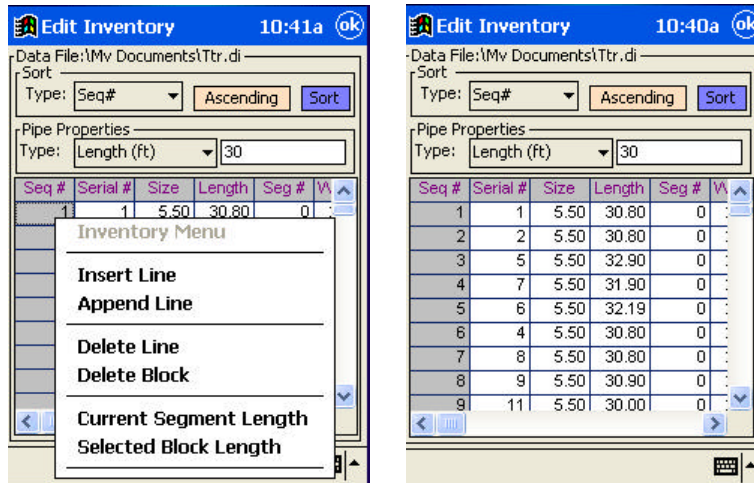 Edit Inventory 10:41a ok
Data File:\My Documents\Ttr.di
Sort
Type: Seq# Ascending Sort
Pipe Properties
Type: Length (ft) 30
Seq # Serial # Size Length Seg #
1 1 5.50 30.80 0
Inventory Menu
Insert Line
Append Line
Delete Line
Delete Block
Current Segment Length
Selected Block Length
Edit Inventory 10:40a ok
Data File:\My Documents\Ttr.di
Sort
Type: Seq# Ascending Sort
Pipe Properties
Type: Length (ft) 30
Seq # Serial # Size Length Seg #
1 1 5.50 30.80 0
2 2 5.50 30.80 0
3 5 5.50 32.90 0
4 7 5.50 31.90 0
5 6 5.50 32.19 0
6 4 5.50 30.80 0
7 8 5.50 30.80 0
8 9 5.50 30.90 0
9 11 5.50 30.00 0